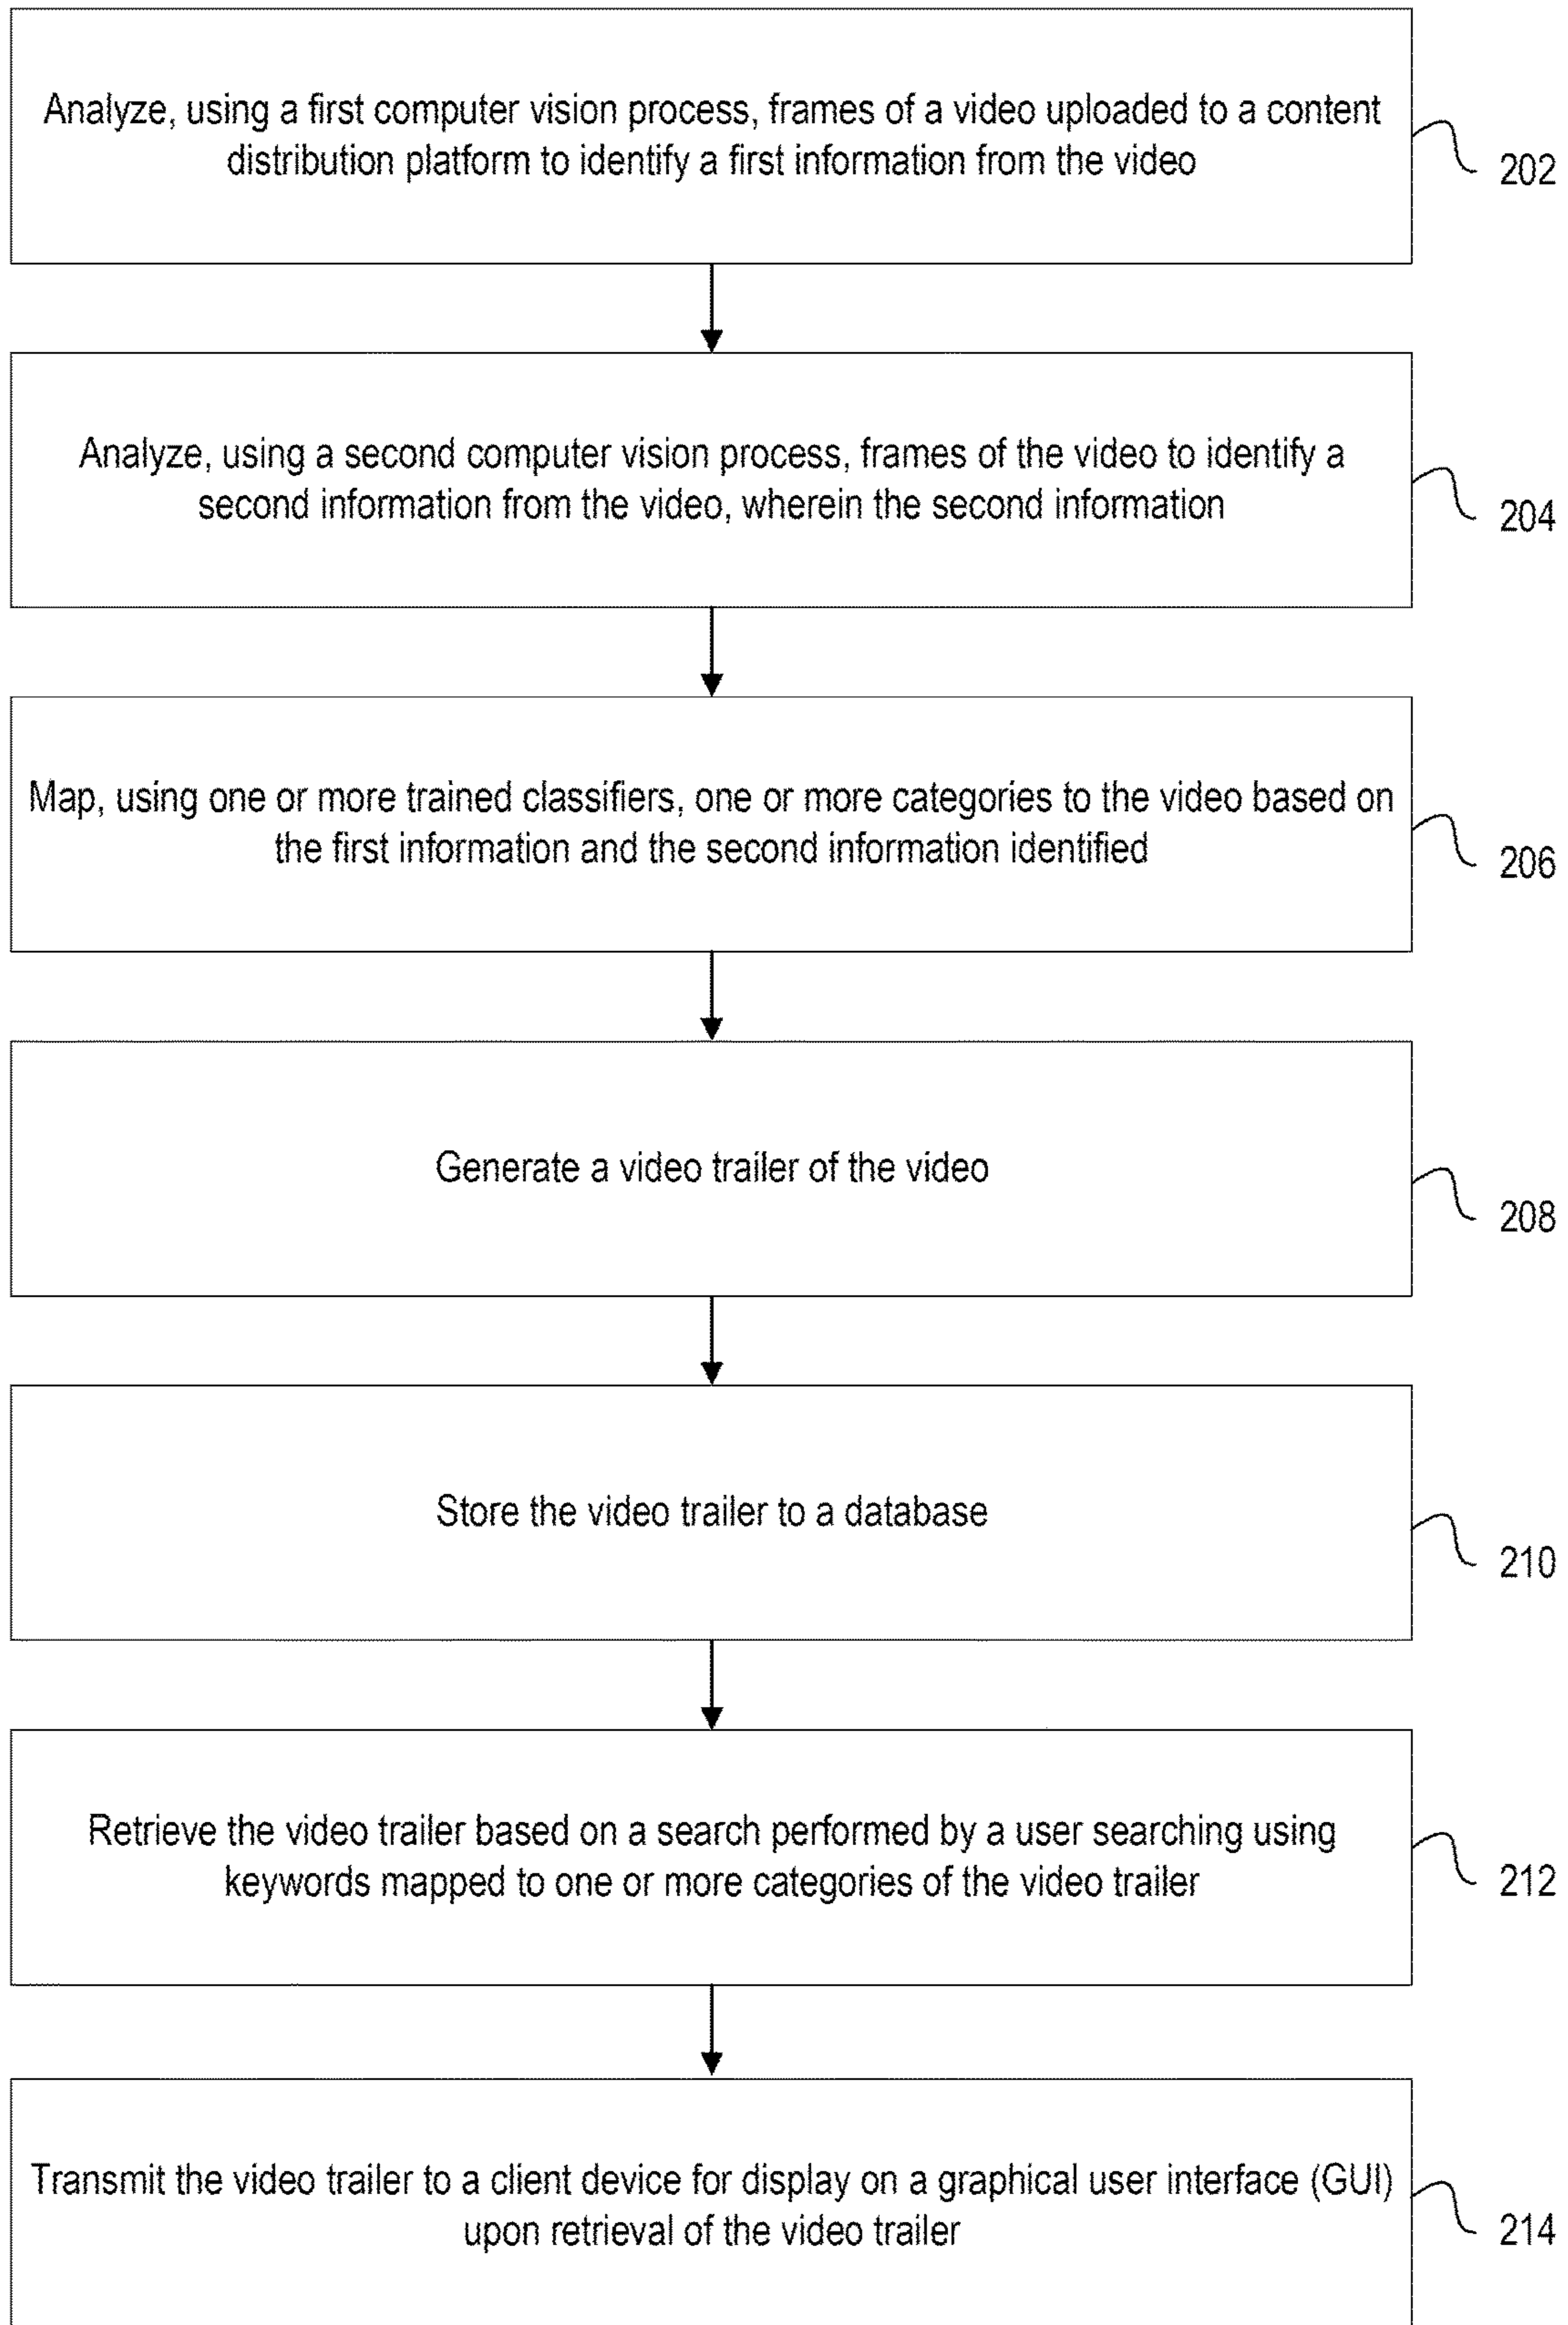 Analyze, using a first computer vision process, frames of a video uploaded to a content
distribution platform to identify a first information from the video
202
Analyze, using a second computer vision process, frames of the video to identify a
second information from the video, wherein the second information
204
Map, using one or more trained classifiers, one or more categories to the video based on
the first information and the second information identified
206
Generate a video trailer of the video
208
Store the video trailer to a database
210
Retrieve the video trailer based on a search performed by a user searching using
keywords mapped to one or more categories of the video trailer
212
Transmit the video trailer to a client device for display on a graphical user interface (GUI)
upon retrieval of the video trailer
214